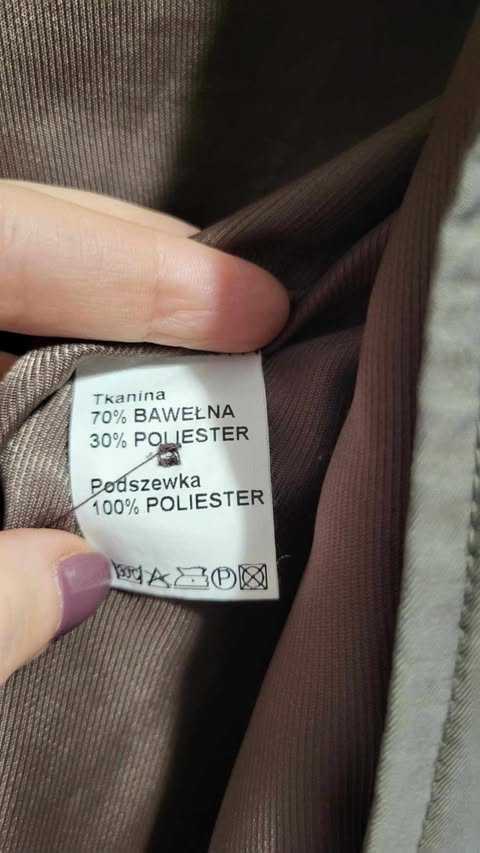 Tkanina
70% BAWEŁNA
30% POLIESTER
Podszewka
100% POLIESTER
P